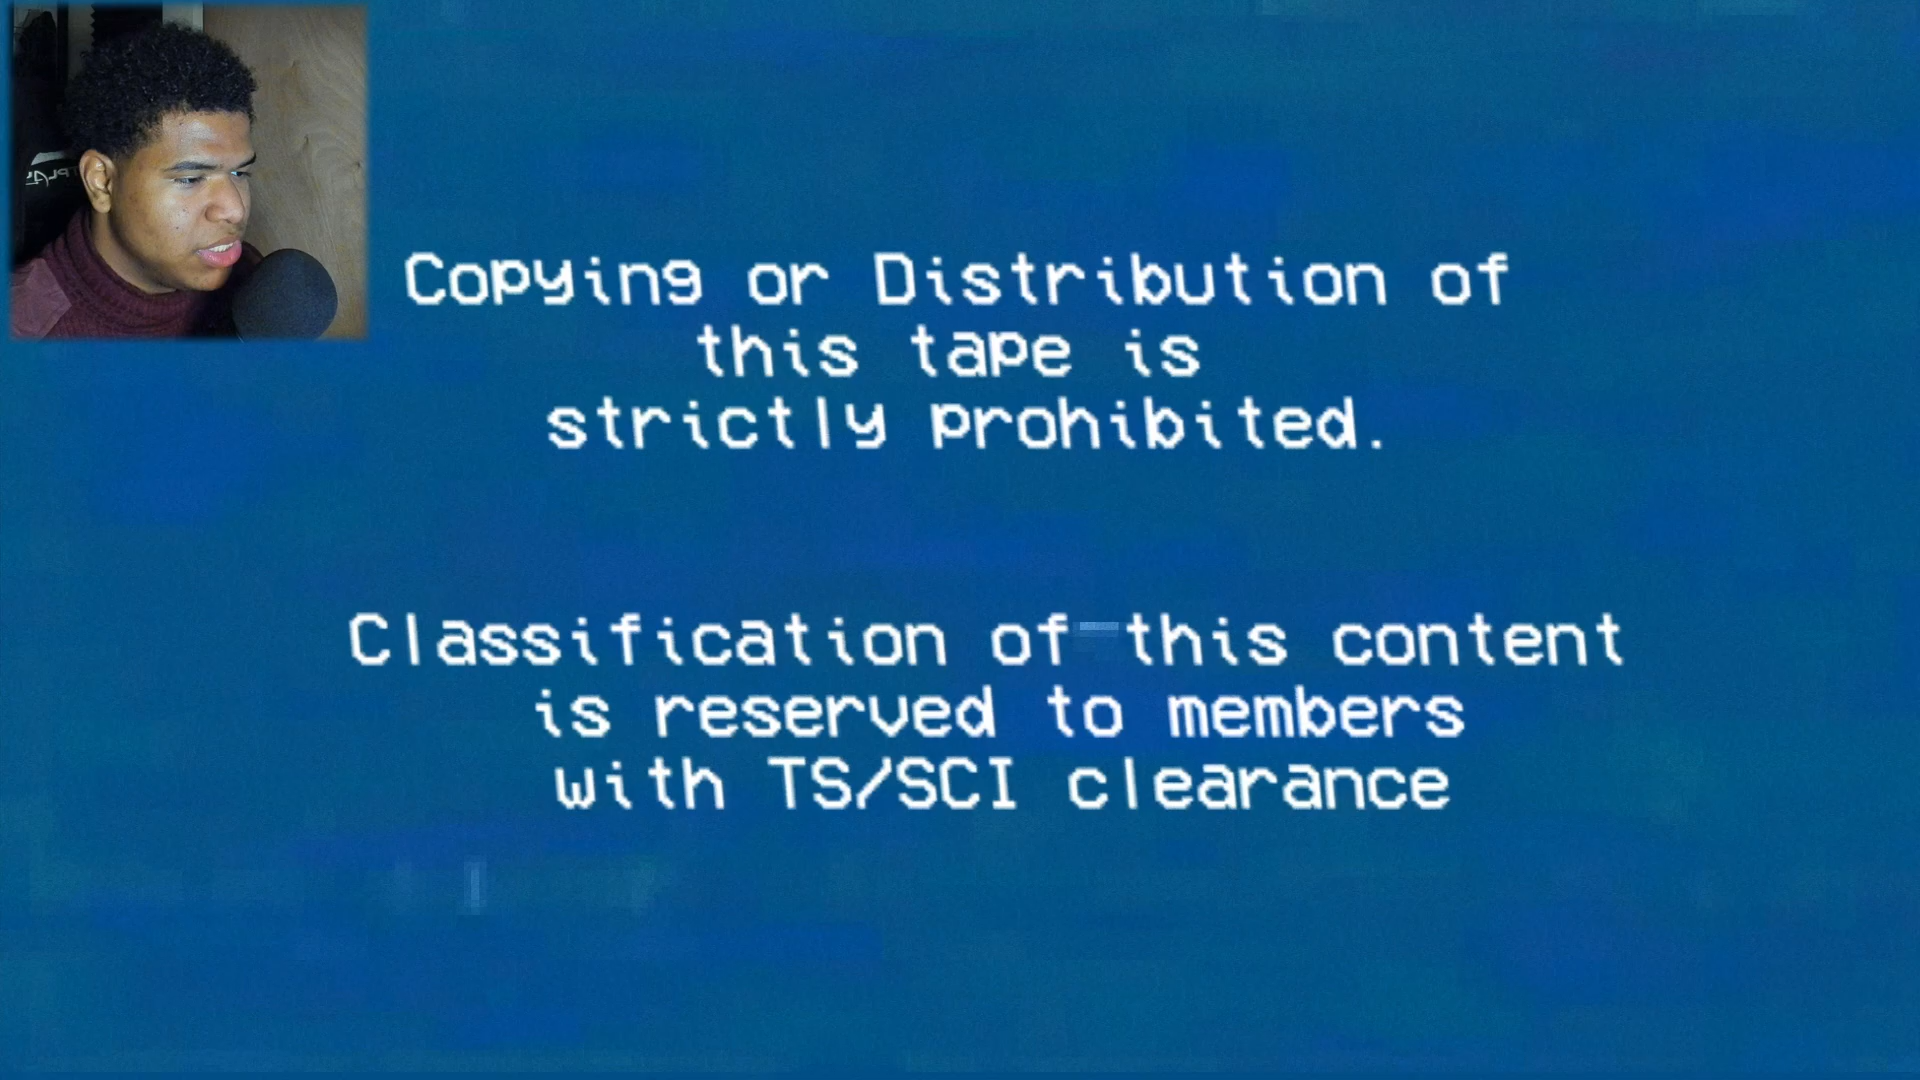 Copying or Distribution of
this tape is
strictly prohibited.
Classification of this content
is reserved to members
with TS/SCI clearance